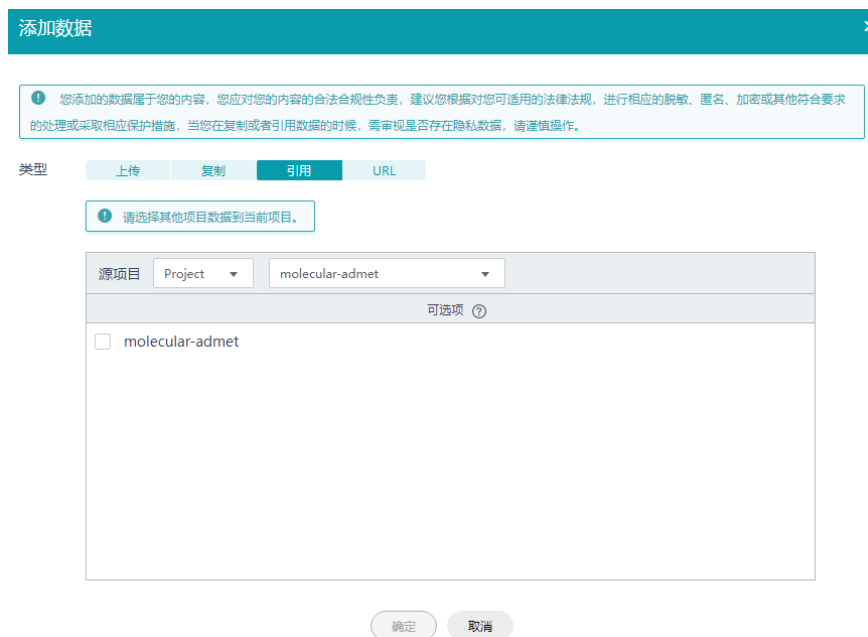 添加数据
您添加的数据属于您的内容，您应对您的内容的合法合规性负责，建议您根据对您可适用的法律法规，进行相应的脱敏、匿名、加密或其他符合要求
的处理或采取相应保护措施，当您在复制或者引用数据的时候，需审视是否存在隐私数据，请谨慎操作。
类型 上传 复制 引用 URL
请选择其他项目数据到当前项目。
源项目 Project molecular-admet
可选项
molecular-admet
确定 取消